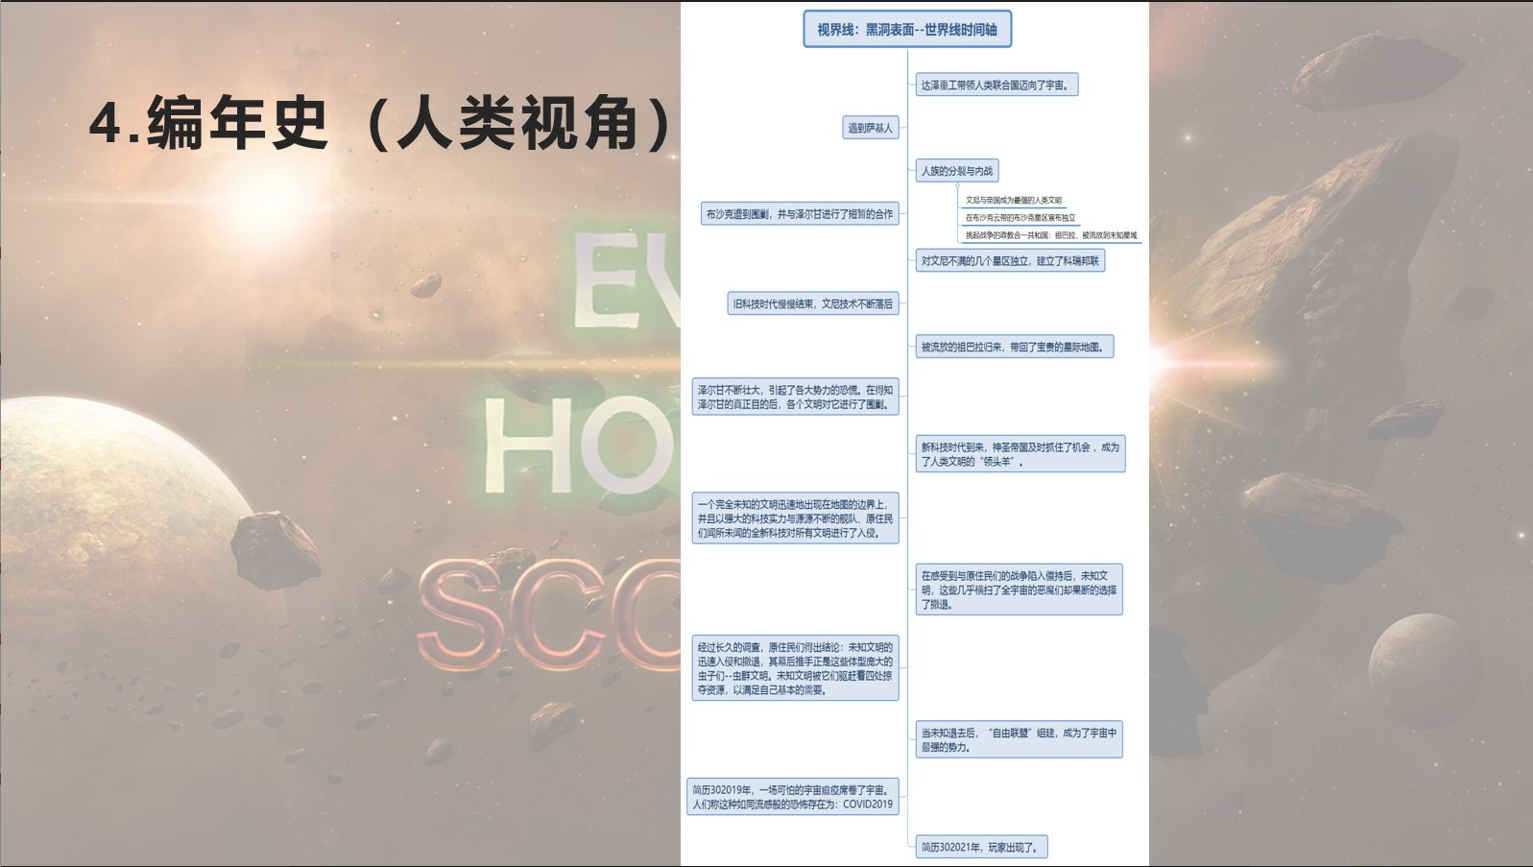 4.编年史（人类视角）
EV
HO
SCO
视界线：黑洞表面--世界线时间轴
达泽重工带领人类联合国迈向了宇宙。
遇到萨基人
人族的分裂与内战
文尼与帝国成为最强的人类文明
在布沙克云带的布沙克星区宣布独立
挑起战争的政教合一共和国：祖巴拉，被流放到未知星域
布沙克遭到围剿，并与泽尔甘进行了短暂的合作
对文尼不满的几个星区独立，建立了科瑞邦联
旧科技时代慢慢结束，文尼技术不断落后
被流放的祖巴拉归来，带回了宝贵的星际地图。
泽尔甘不断壮大，引起了各大势力的恐慌。在得知
泽尔甘的真正目的后，各个文明对它进行了围剿。
新科技时代到来，神圣帝国及时抓住了机会 ，成为
了人类文明的“领头羊”。
一个完全未知的文明迅速地出现在地图的边界上，
并且以强大的科技实力与源源不断的舰队、原住民
们闻所未闻的全新科技对所有文明进行了入侵。
在感受到与原住民们的战争陷入僵持后，未知文
明，这些几乎横扫了全宇宙的恶魔们却果断的选择
了撤退。
经过长久的调查，原住民们得出结论：未知文明的
迅速入侵和撤退，其幕后推手正是这些体型庞大的
虫子们--虫群文明。未知文明被它们驱赶着四处掠
夺资源，以满足自己基本的需要。
当未知退去后，“自由联盟”组建，成为了宇宙中
最强的势力。
简历302019年，一场可怕的宇宙瘟疫席卷了宇宙。
人们称这种如同流感般的恐怖存在为：COVID2019
简历302021年，玩家出现了。